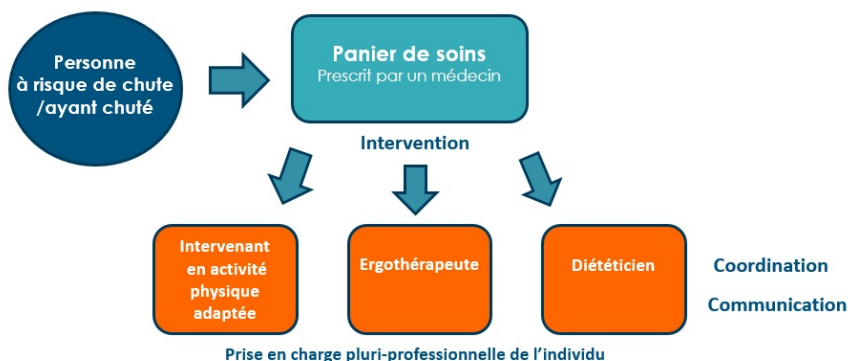 Personne
à risque de chute
/ayant chuté
Panier de soins
Prescrit par un médecin
Intervention
Intervenant
en activité
physique
adaptée
Ergothérapeute
Diététicien
Coordination
Communication
Prise en charge pluri-professionnelle de l’individu